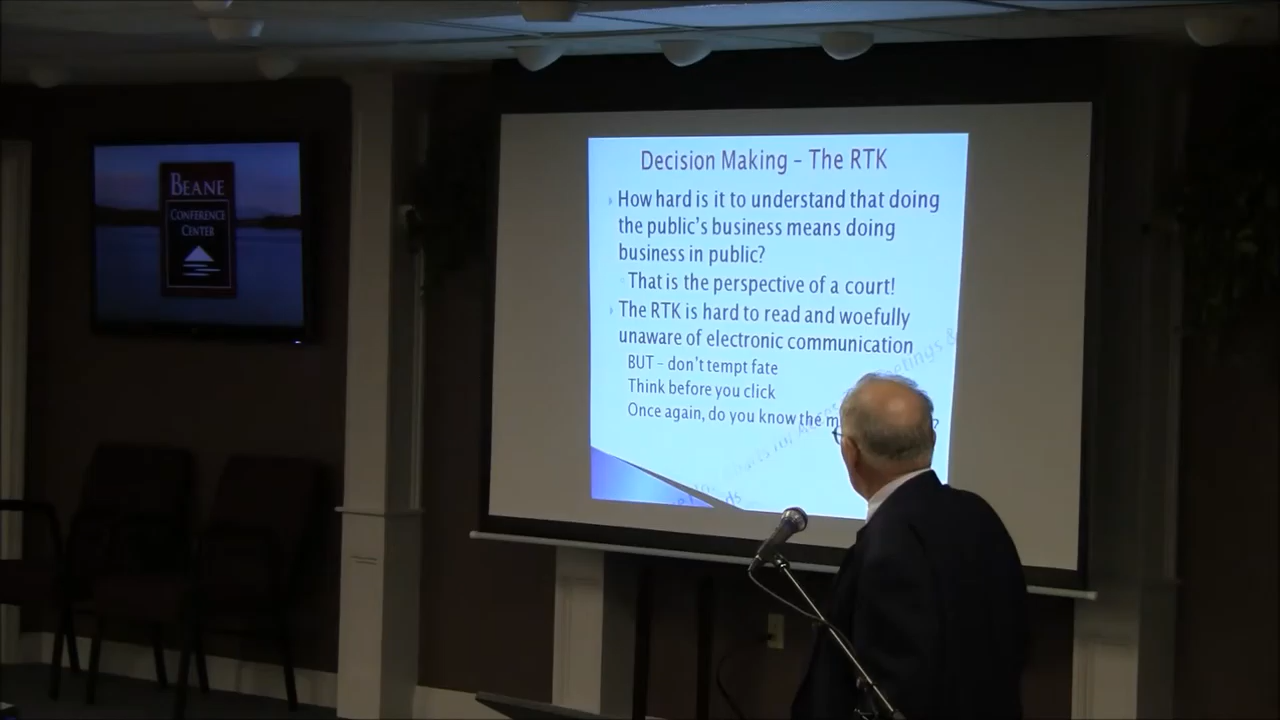 BEANE
CONFERENCE
CENTER
Decision Making – The RTK
How hard is it to understand that doing
the public's business means doing
business in public?
That is the perspective of a court!
The RTK is hard to read and woefully
unaware of electronic communication
BUT – don't tempt fate
Think before you click
Once again, do you know the